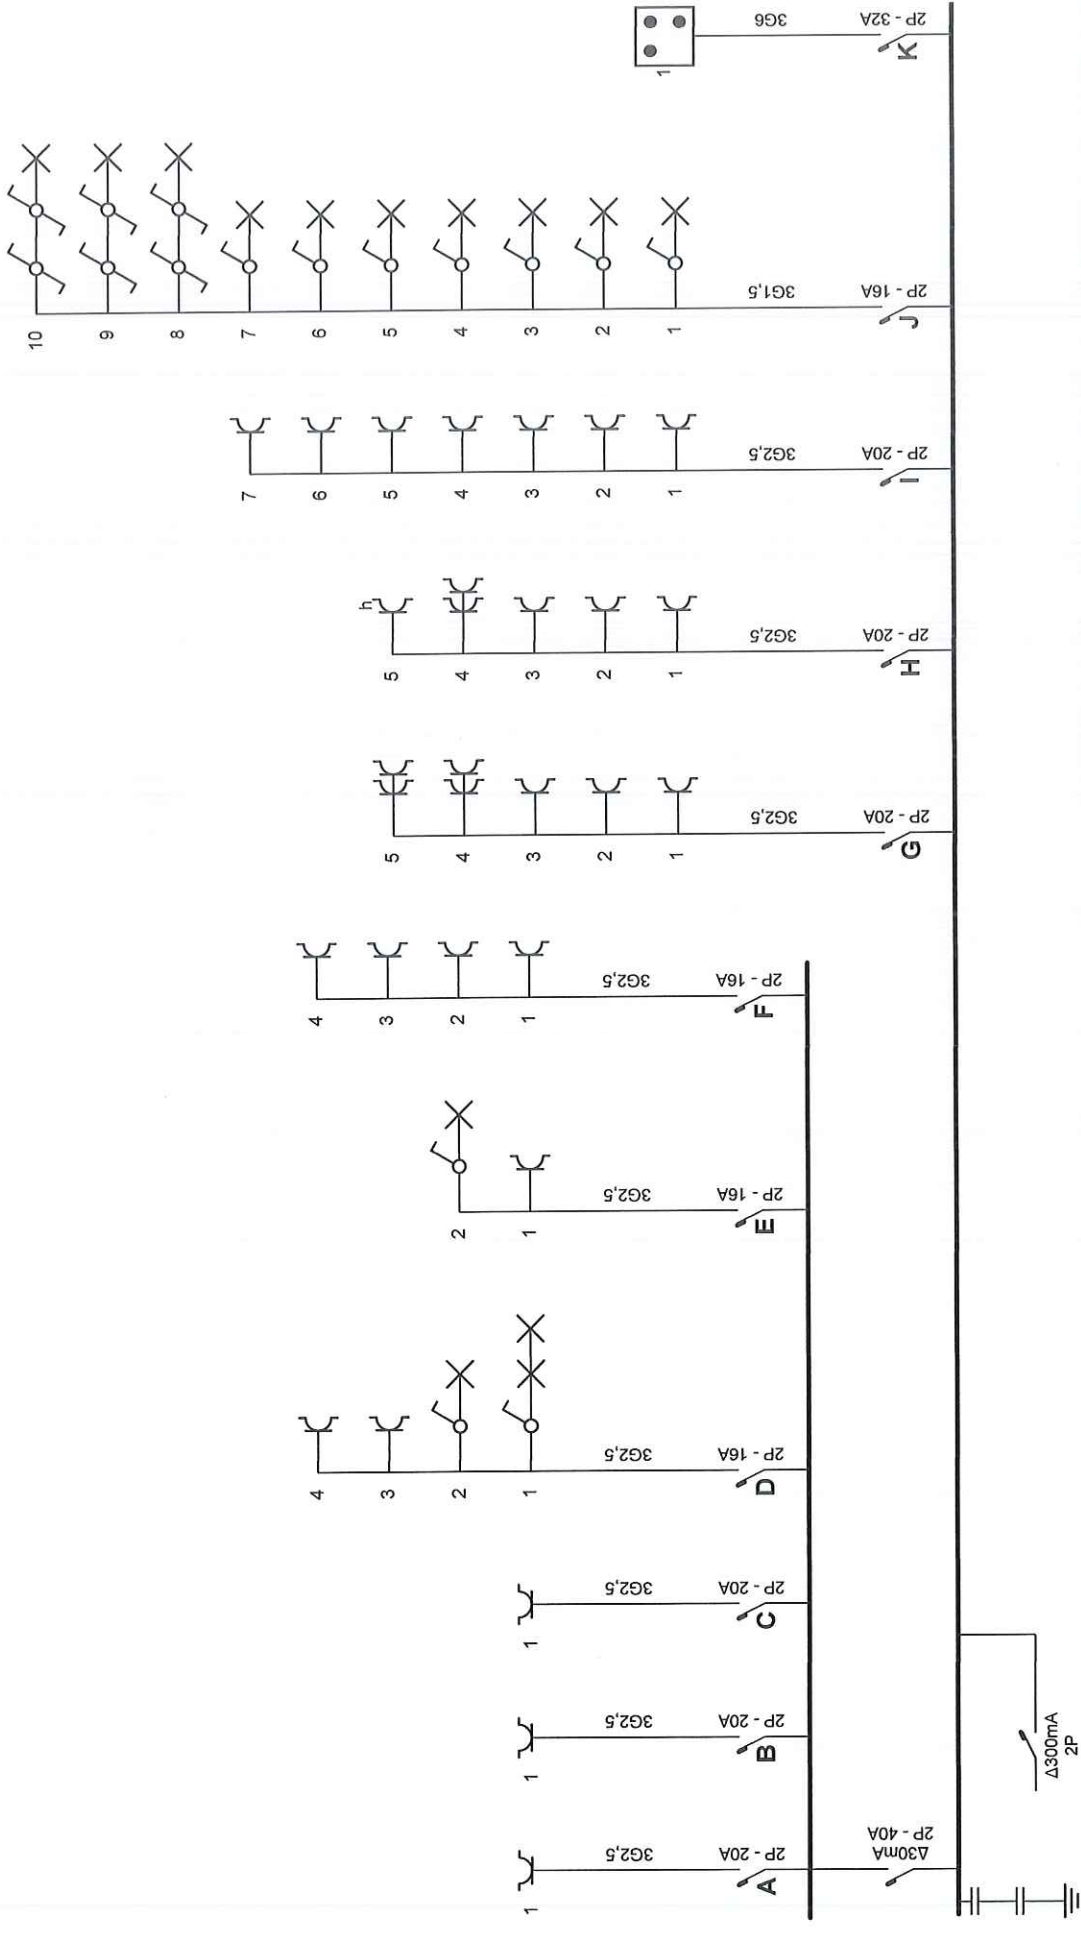 1
3G2,5
2P - 20A
A
1
3G2,5
2P - 20A
B
1
3G2,5
2P - 20A
C
4
3
2
1
3G2,5
2P - 16A
D
2
1
3G2,5
2P - 16A
E
4
3
2
1
3G2,5
2P - 16A
F
5
4
3
2
1
3G2,5
2P - 20A
G
h
5
4
3
2
1
3G2,5
2P - 20A
H
7
6
5
4
3
2
1
3G2,5
2P - 20A
I
10
9
8
7
6
5
4
3
2
1
3G1,5
2P - 16A
J
1
3G6
2P - 32A
K
Δ30mA
2P - 40A
Δ300mA
2P